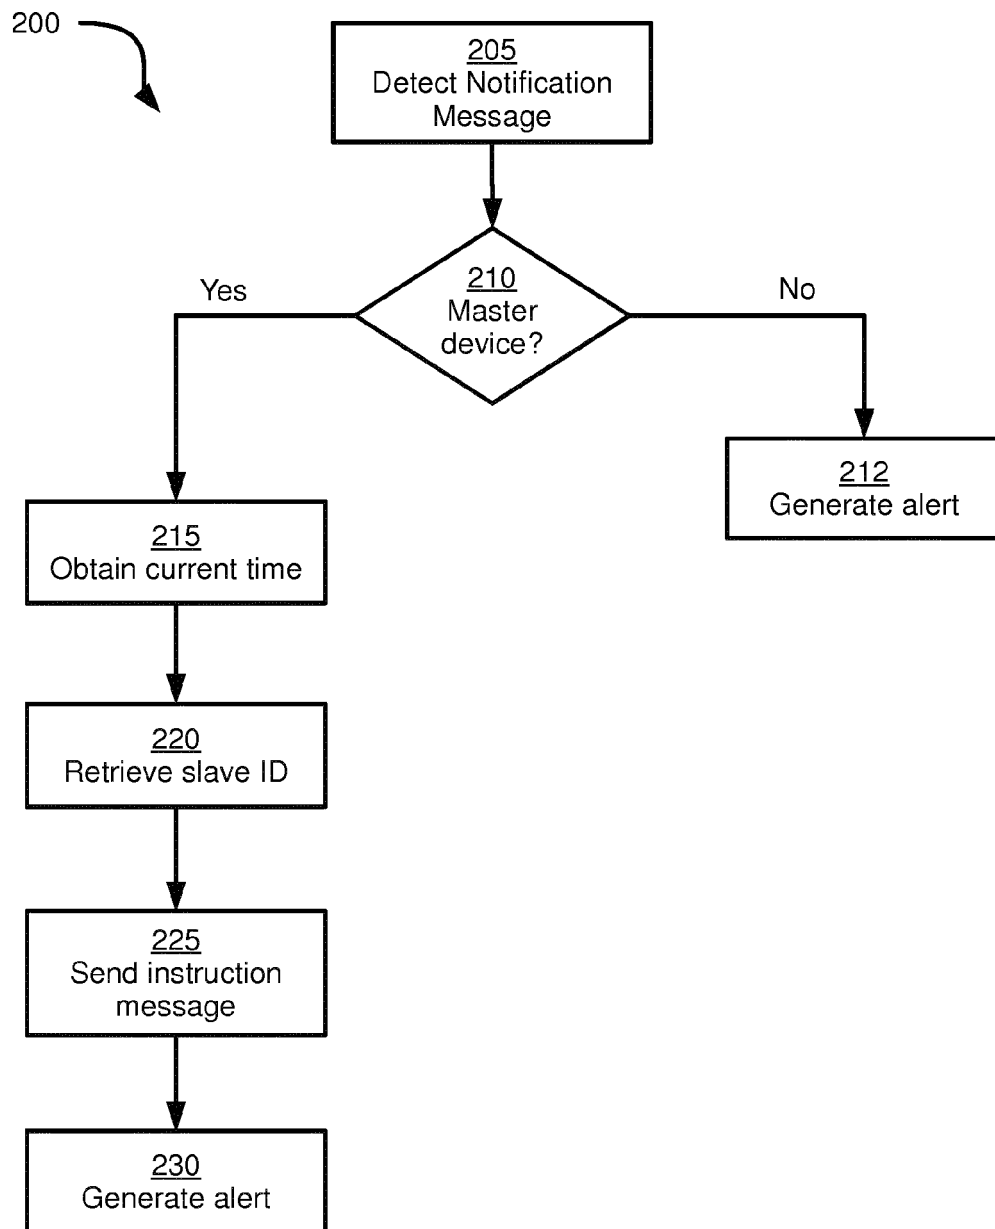 200
205
Detect Notification
Message
210
Master
device?
Yes
No
212
Generate alert
215
Obtain current time
220
Retrieve slave ID
225
Send instruction
message
230
Generate alert